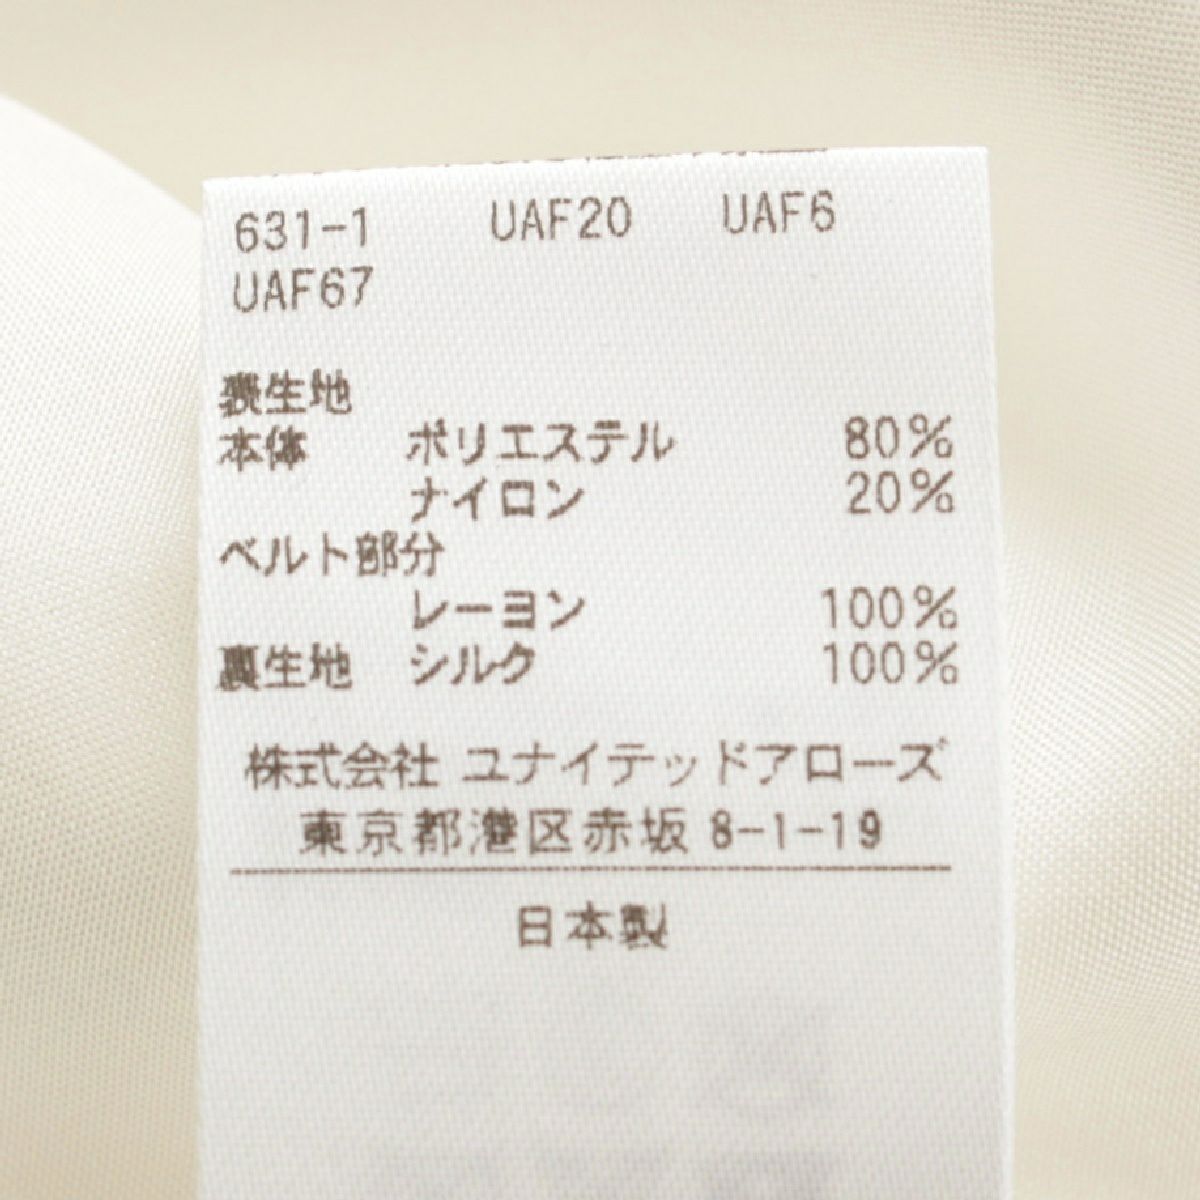 631-1 UAF20 UAF6
UAF67
表生地
本体 ポリエステル 80%
ナイロン 20%
ベルト部分
レーヨン 100%
裏生地 シルク 100%
株式会社 ユナイテッドアローズ
東京都港区赤坂 8-1-19
日本製